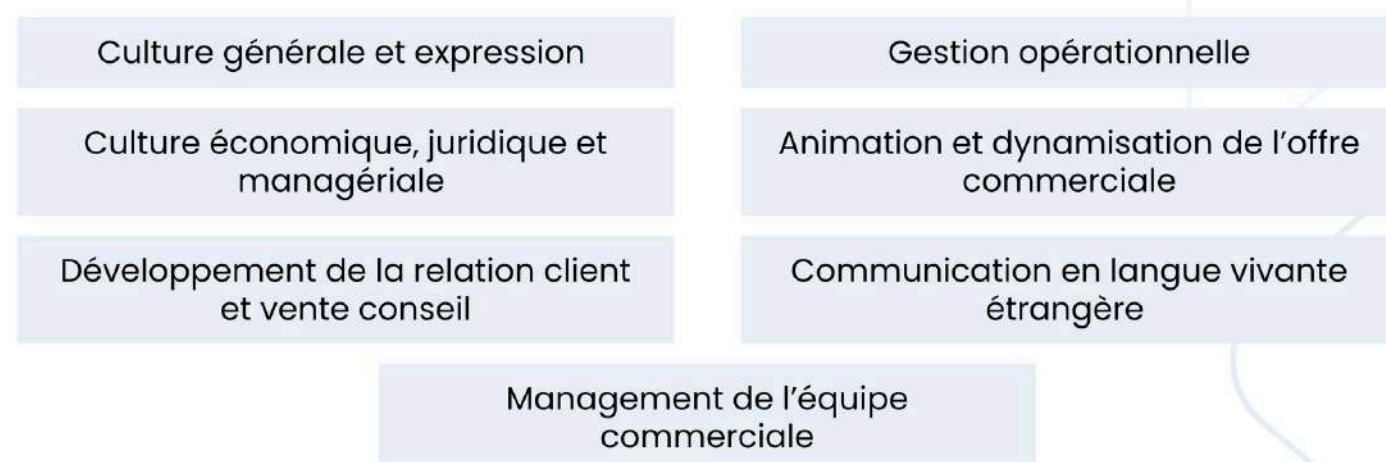 Culture générale et expression
Gestion opérationnelle
Culture économique, juridique et
managériale
Animation et dynamisation de l'offre
commerciale
Développement de la relation client
et vente conseil
Communication en langue vivante
étrangère
Management de l'équipe
commerciale